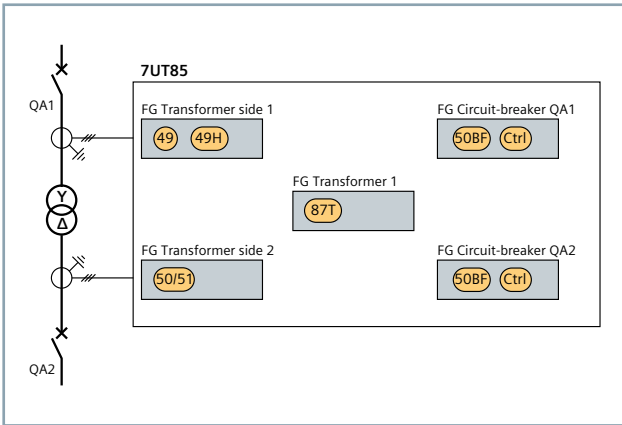 7UT85
QA1
FG Transformer side 1
49 49H
FG Circuit-breaker QA1
50BF Ctrl
FG Transformer 1
87T
Y
Δ
FG Transformer side 2
50/51
FG Circuit-breaker QA2
50BF Ctrl
QA2